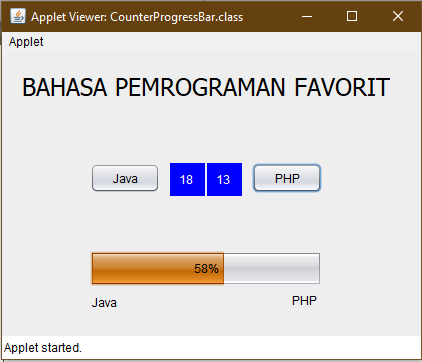 Applet Viewer: CounterProgressBar.class
Applet
BAHASA PEMROGRAMAN FAVORIT
Java 18 13 PHP
58%
Java PHP
Applet started.